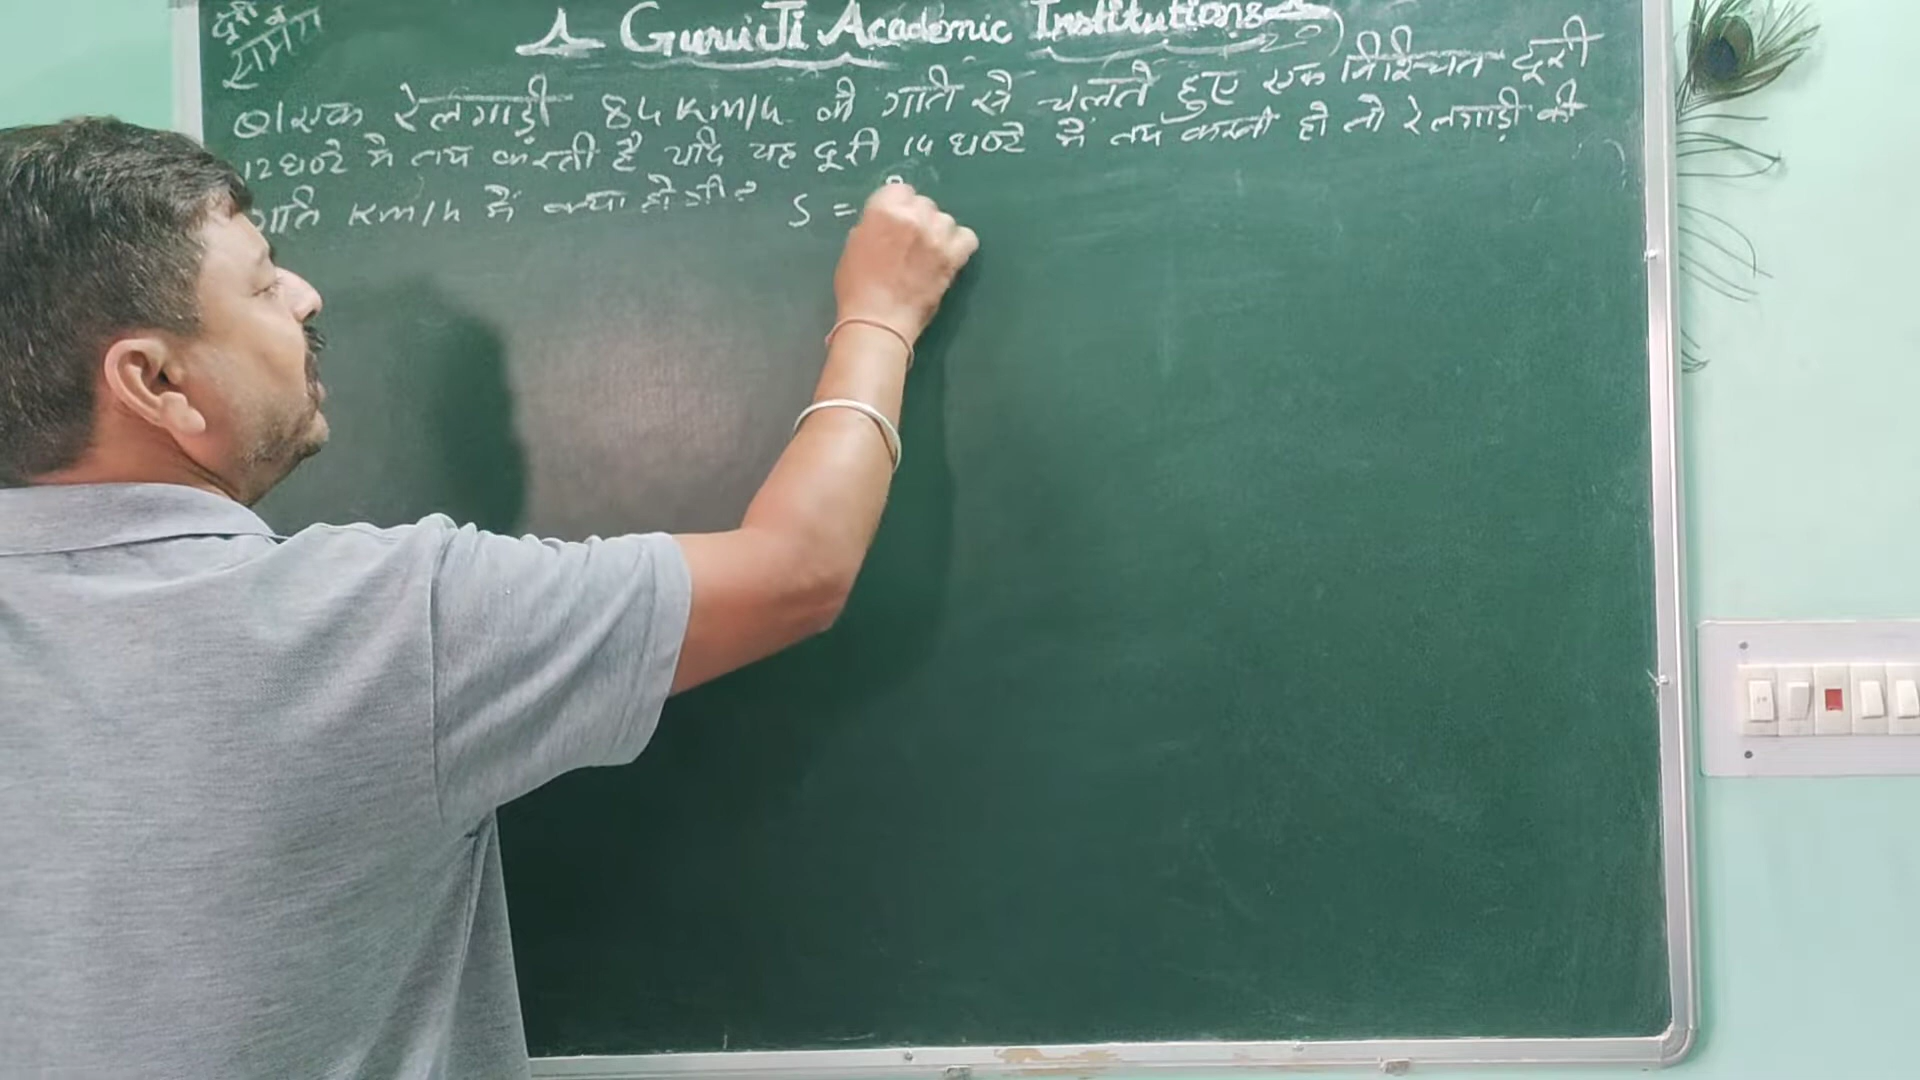 दूरी व
समय
A GuruJi Academic Institutions
Q1 एक रेलगाड़ी 84 Km/h की गति से चलते हुए एक निश्चित दूरी
12 घण्टे मे तय करती है यदि यह दूरी 14 घण्टे में तय करनी हो तो रेलगाड़ी की
गति Km/h में क्या होगी? S =